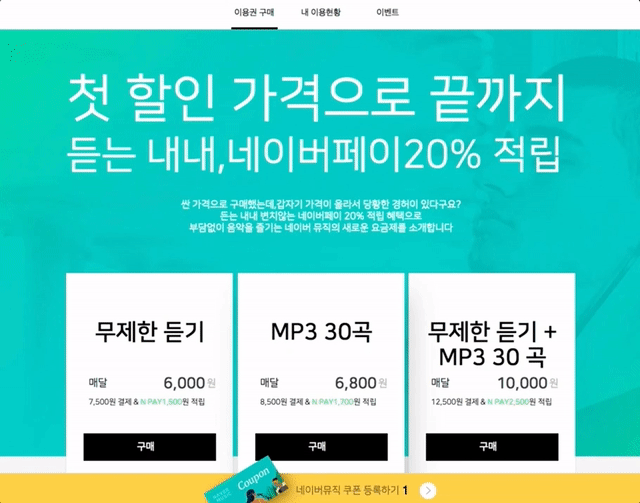 이용권 구매 내 이용현황 이벤트
첫 할인 가격으로 끝까지
듣는 내내,네이버페이20% 적립
싼 가격으로 구매했는데,갑자기 가격이 올라서 당황한 경허이 있다구요?
듣는 내내 변치않는 네이버페이 20% 적립 혜택으로
부담없이 음악을 즐기는 네이버 뮤직의 새로운 요금제를 소개합니다
무제한 듣기
매달 6,000원
7,500원 결제 & N PAY1,500원 적립
구매
MP3 30곡
매달 6,800원
8,500원 결제 & N PAY1,700원 적립
구매
무제한 듣기 +
MP3 30 곡
매달 10,000원
12,500원 결제 & N PAY2,500원 적립
구매
Coupon
네이버뮤직 쿠폰 등록하기 1